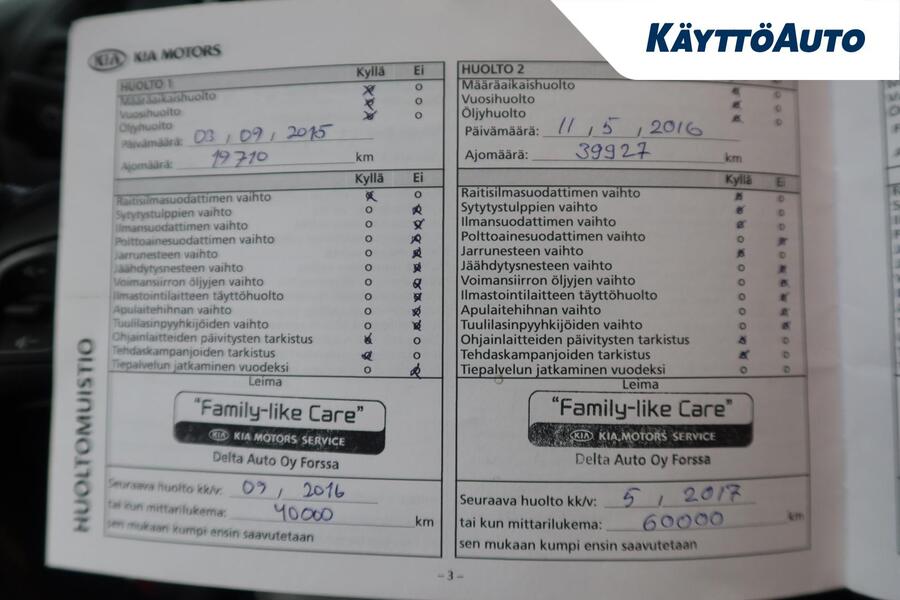 KÄYTTÖAUTO
KIA KIA MOTORS
HUOLTO 1 Kyllä Ei
Määräaikaishuolto
Vuosihuolto
Öljyhuolto
Päivämäärä: 03, 09, 2015
Ajomäärä: 19710 km
Kyllä Ei
Raitisilmasuodattimen vaihto
Sytytystulppien vaihto
Ilmansuodattimen vaihto
Polttoainesuodattimen vaihto
Jarrunesteen vaihto
Jäähdytysnesteen vaihto
Voimansiirron öljyjen vaihto
Ilmastointilaitteen täyttöhuolto
Apulaitehihnan vaihto
Tuulilasinpyyhkijöiden vaihto
Ohjainlaitteiden päivitysten tarkistus
Tehdaskampanjoiden tarkistus
Tiepalvelun jatkaminen vuodeksi
Leima
"Family-like Care"
KIA KIA MOTORS SERVICE
Delta Auto Oy Forssa
Seuraava huolto kk/v: 09, 2016
tai kun mittarilukema: 40000 km
sen mukaan kumpi ensin saavutetaan
HUOLTO 2
Määräaikaishuolto
Vuosihuolto
Öljyhuolto
Päivämäärä: 11, 5, 2016
Ajomäärä: 39927 km
Kyllä Ei
Raitisilmasuodattimen vaihto
Sytytystulppien vaihto
Ilmansuodattimen vaihto
Polttoainesuodattimen vaihto
Jarrunesteen vaihto
Jäähdytysnesteen vaihto
Voimansiirron öljyjen vaihto
Ilmastointilaitteen täyttöhuolto
Apulaitehihnan vaihto
Tuulilasinpyyhkijöiden vaihto
Ohjainlaitteiden päivitysten tarkistus
Tehdaskampanjoiden tarkistus
Tiepalvelun jatkaminen vuodeksi
Leima
"Family-like Care"
KIA KIA MOTORS SERVICE
Delta Auto Oy Forssa
Seuraava huolto kk/v: 5, 2017
tai kun mittarilukema: 60000 km
sen mukaan kumpi ensin saavutetaan
HUOLTOMUISTIO
-3-